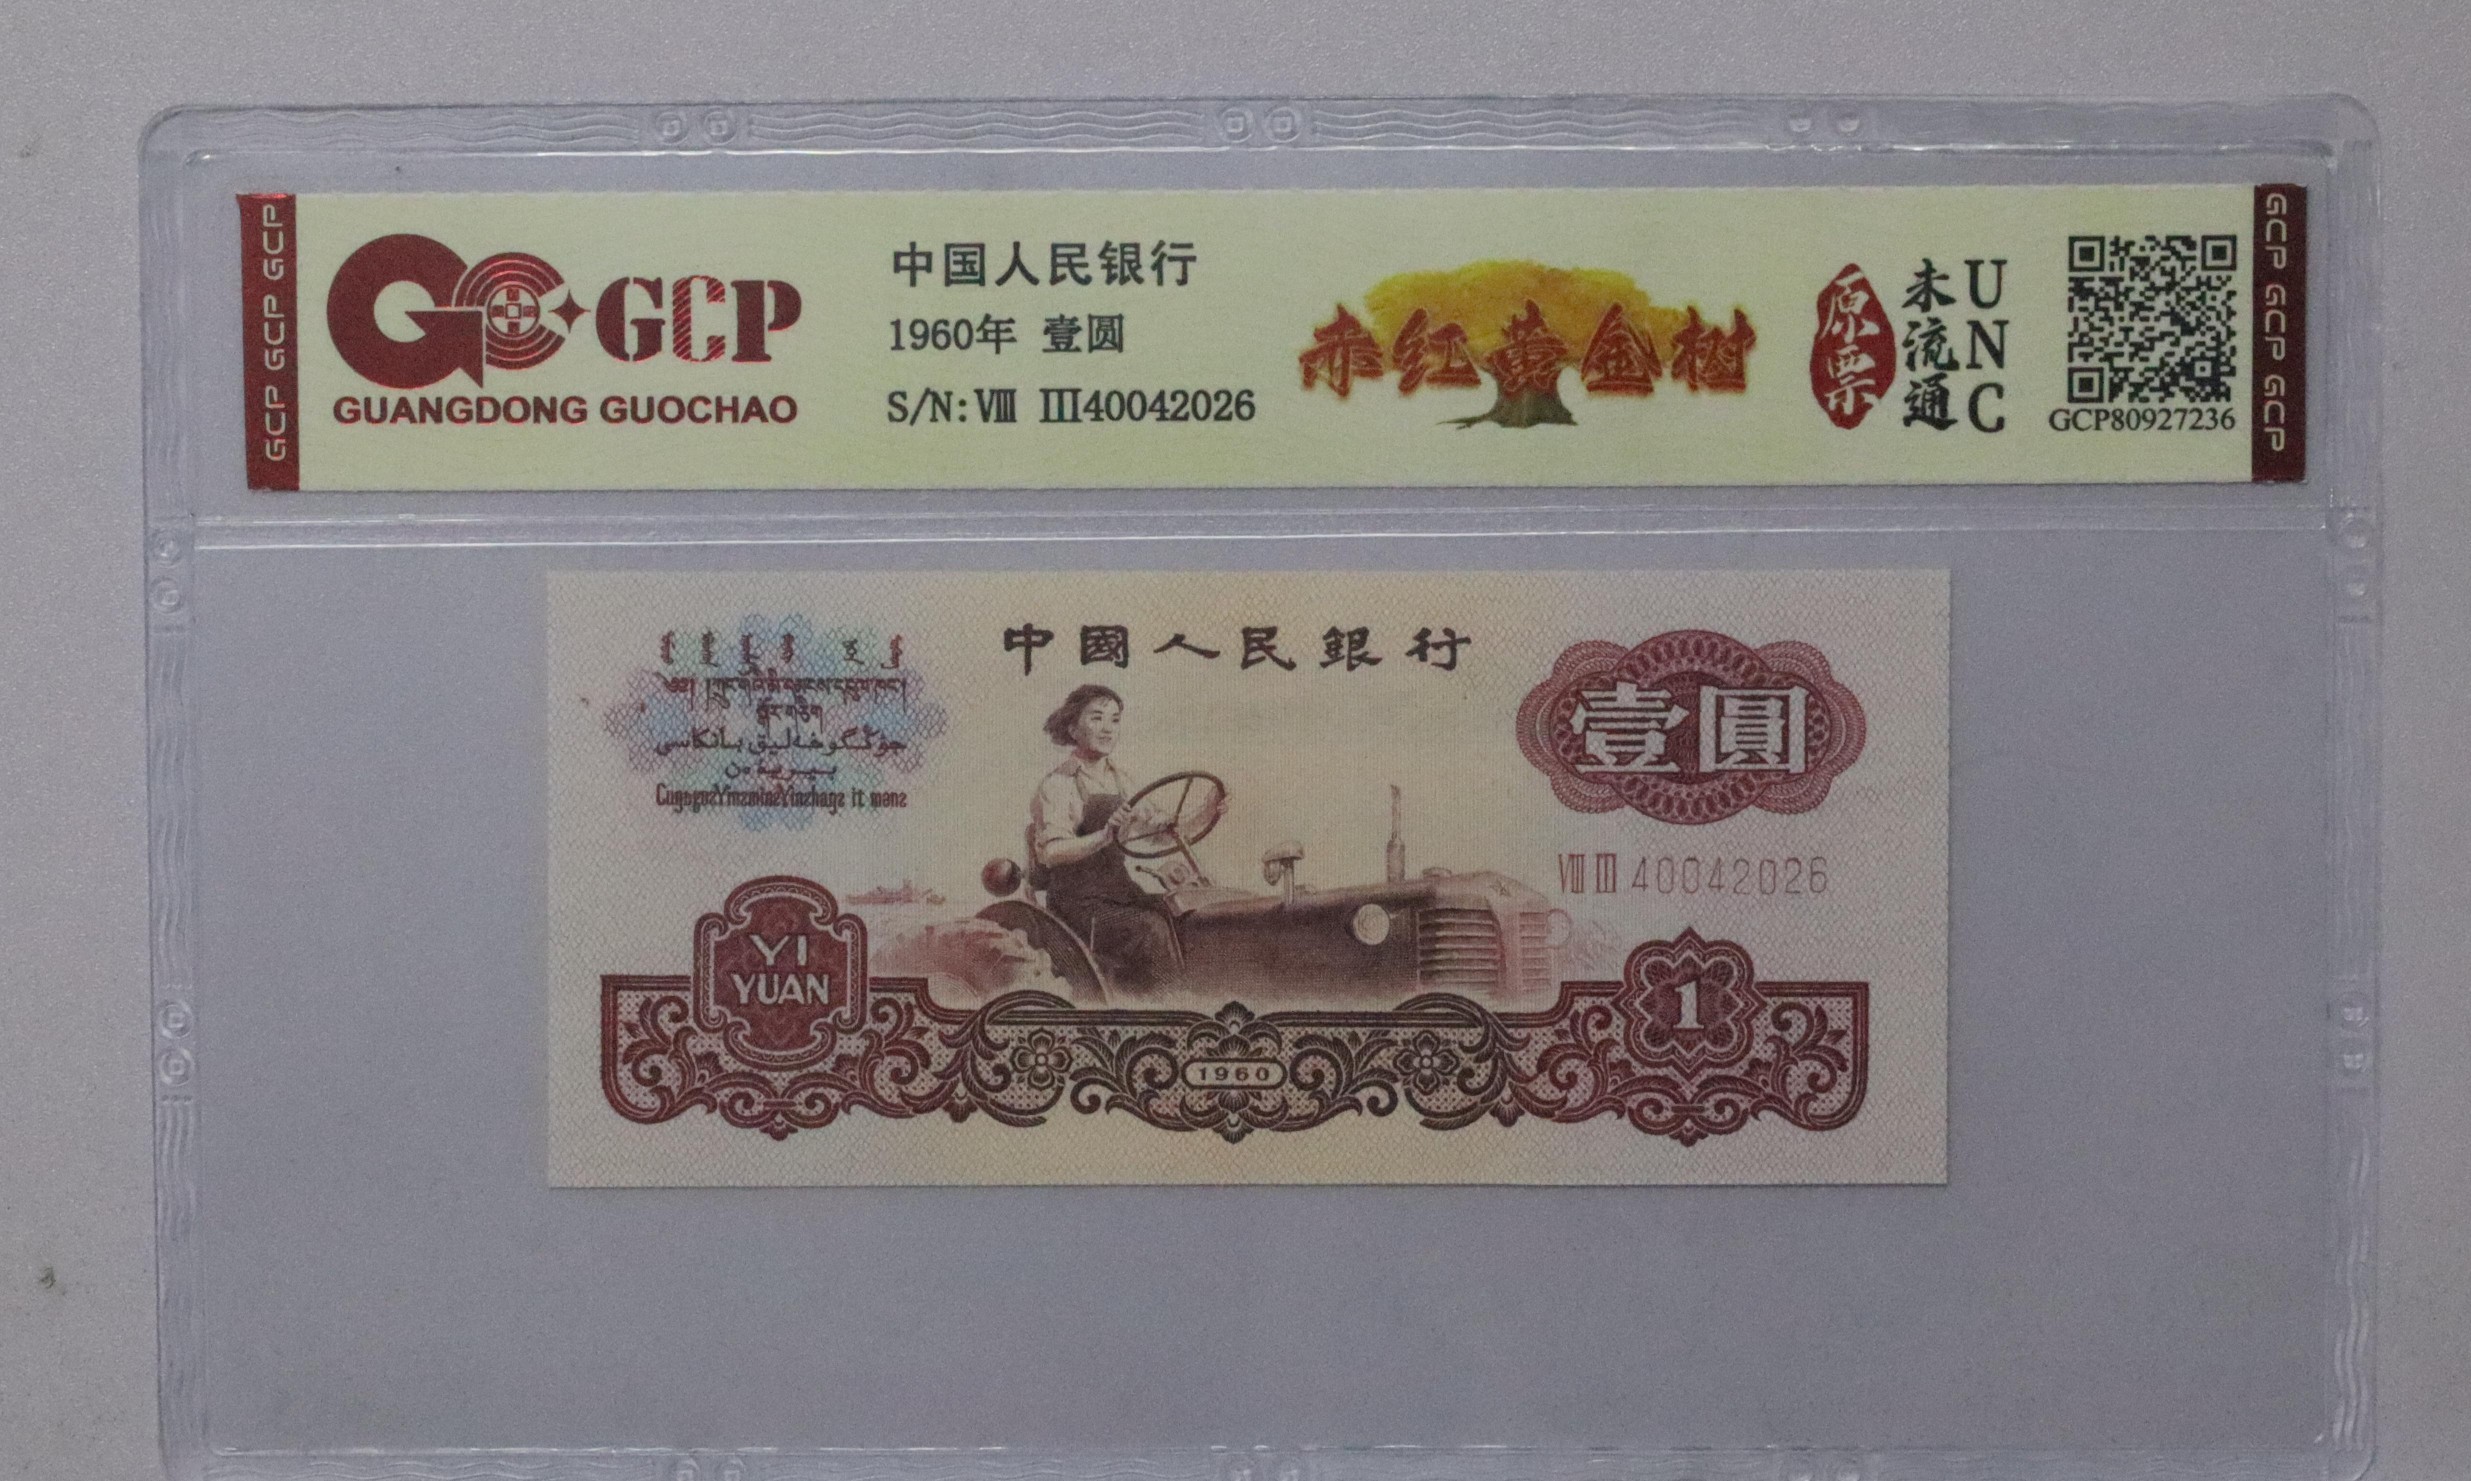 GCP GCP GCP
GCP
GUANGDONG GUOCHAO
中国人民银行
1960年 壹圆
S/N: Ⅷ Ⅲ40042026
赤红黄金树
原票
未流通
UNC
GCP80927236
GCP GCP GCP
中國人民銀行
壹圓
Ⅷ Ⅲ 40042026
YI
YUAN
1960
1